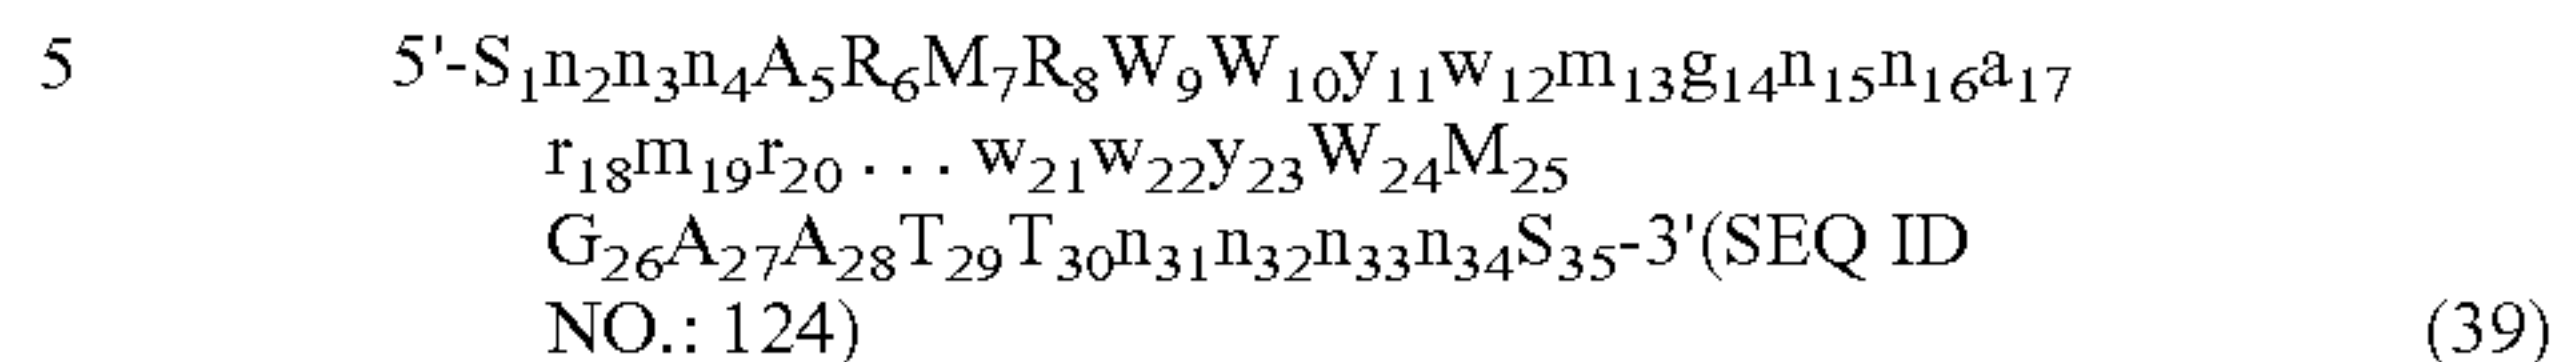 5 5'-S₁n₂n₃n₄A₅R₆M₇R₈W₉W₁₀y₁₁w₁₂m₁₃g₁₄n₁₅n₁₆a₁₇
r₁₈m₁₉r₂₀ . . . w₂₁w₂₂y₂₃W₂₄M₂₅
G₂₆A₂₇A₂₈T₂₉T₃₀n₃₁n₃₂n₃₃n₃₄S₃₅-3'(SEQ ID
NO.: 124) (39)